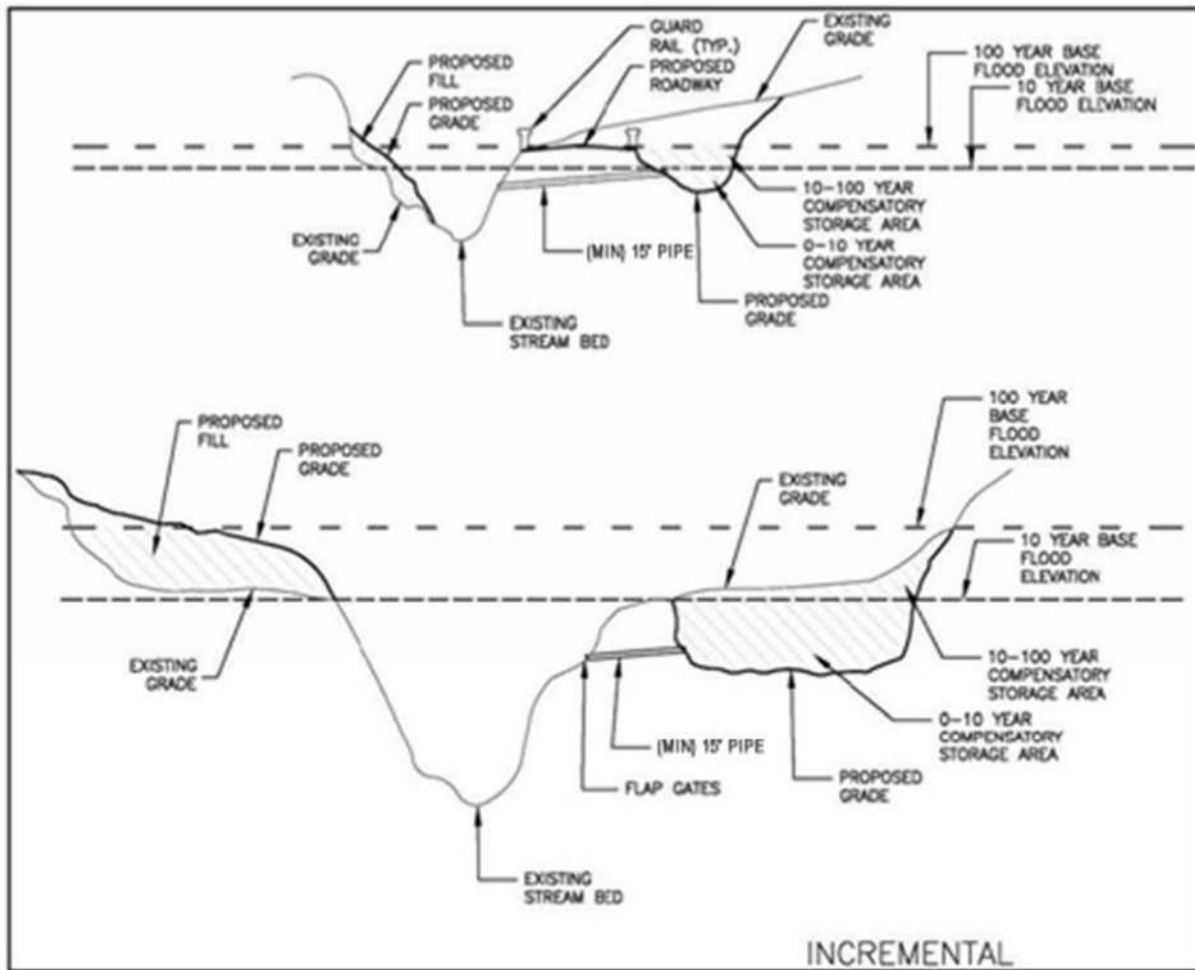 GUARD
RAIL (TYP.)
EXISTING
GRADE
PROPOSED
FILL
PROPOSED
ROADWAY
100 YEAR BASE
FLOOD ELEVATION
10 YEAR BASE
FLOOD ELEVATION
PROPOSED
GRADE
10-100 YEAR
COMPENSATORY
STORAGE AREA
EXISTING
GRADE
(MIN) 15" PIPE
0-10 YEAR
COMPENSATORY
STORAGE AREA
PROPOSED
GRADE
EXISTING
STREAM BED
PROPOSED
FILL
PROPOSED
GRADE
100 YEAR
BASE
FLOOD
ELEVATION
EXISTING
GRADE
10 YEAR BASE
FLOOD
ELEVATION
EXISTING
GRADE
10-100 YEAR
COMPENSATORY
STORAGE AREA
0-10 YEAR
COMPENSATORY
STORAGE AREA
(MIN) 15" PIPE
FLAP GATES
PROPOSED
GRADE
EXISTING
STREAM BED
INCREMENTAL